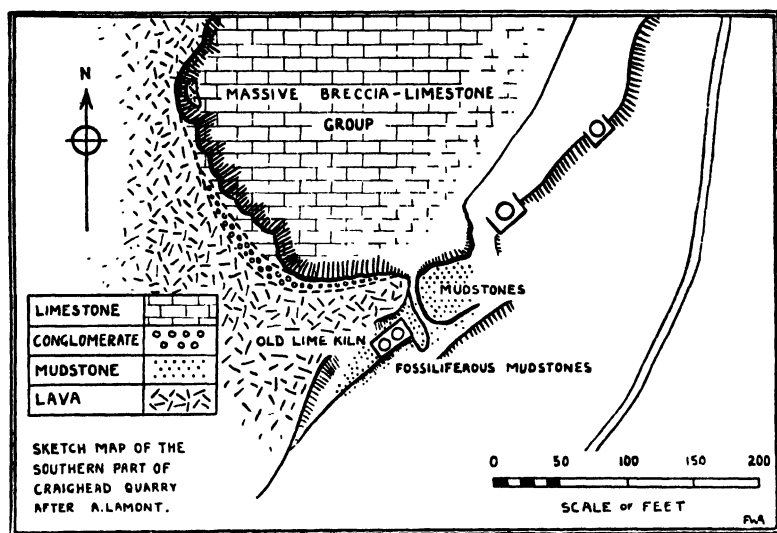 N
MASSIVE BRECCIA-LIMESTONE
GROUP
MUDSTONES
OLD LIME KILN
FOSSILIFEROUS MUDSTONES
LIMESTONE
CONGLOMERATE
MUDSTONE
LAVA
SKETCH MAP OF THE
SOUTHERN PART OF
CRAIGHEAD QUARRY
AFTER A.LAMONT.
0 50 100 150 200
SCALE OF FEET
FWA